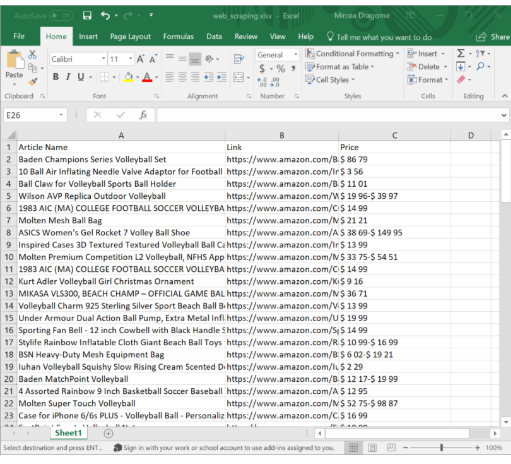 AutoSave Off web_scraping.xlsx - Excel Mircea Dragomir
File Home Insert Page Layout Formulas Data Review View Help Tell me what you want to do Share
Paste Calibri 11 A A General Conditional Formatting Insert
B I U A $ % , Format as Table Delete
Cell Styles Format
Clipboard Font Alignment Number Styles Cells Editing
E26 fx
A B C D
1 Article Name Link Price
2 Baden Champions Series Volleyball Set https://www.amazon.com/B $ 86 79
3 10 Ball Air Inflating Needle Valve Adaptor for Football https://www.amazon.com/Ir $ 3 56
4 Ball Claw for Volleyball Sports Ball Holder https://www.amazon.com/B $ 11 01
5 Wilson AVP Replica Outdoor Volleyball https://www.amazon.com/W $ 19 96-$ 39 97
6 1983 AIC (MA) COLLEGE FOOTBALL SOCCER VOLLEYBA https://www.amazon.com/C $ 14 99
7 Molten Mesh Ball Bag https://www.amazon.com/M $ 21 21
8 ASICS Women's Gel Rocket 7 Volley Ball Shoe https://www.amazon.com/A $ 38 69-$ 149 95
9 Inspired Cases 3D Textured Textured Volleyball Ball Ca https://www.amazon.com/Ir $ 13 99
10 Molten Premium Competition L2 Volleyball, NFHS App https://www.amazon.com/M $ 33 75-$ 54 51
11 1983 AIC (MA) COLLEGE FOOTBALL SOCCER VOLLEYBA https://www.amazon.com/C $ 14 99
12 Kurt Adler Volleyball Girl Christmas Ornament https://www.amazon.com/K $ 9 16
13 MIKASA VLS300, BEACH CHAMP – OFFICIAL GAME BAL https://www.amazon.com/M $ 36 71
14 Volleyball Charm 925 Sterling Silver Sport Beach Ball B https://www.amazon.com/V $ 13 99
15 Under Armour Dual Action Ball Pump, Extra Metal Infl https://www.amazon.com/U $ 19 99
16 Sporting Fan Bell - 12 inch Cowbell with Black Handle S https://www.amazon.com/Sp $ 14 99
17 Stylife Rainbow Inflatable Cloth Giant Beach Ball Toys https://www.amazon.com/R $ 10 99-$ 16 99
18 BSN Heavy-Duty Mesh Equipment Bag https://www.amazon.com/B $ 6 02-$ 19 21
19 Iuhan Volleyball Squishy Slow Rising Cream Scented D https://www.amazon.com/Iu $ 2 29
20 Baden MatchPoint Volleyball https://www.amazon.com/B $ 12 17-$ 19 99
21 4 Assorted Rainbow 9 Inch Basketball Soccer Baseball https://www.amazon.com/A $ 12 95
22 Molten Super Touch Volleyball https://www.amazon.com/M $ 52 75-$ 98 87
23 Case for iPhone 6/6s PLUS - Volleyball Ball - Personaliz https://www.amazon.com/C $ 16 99
Sheet1
Select destination and press ENT... Sign in with your work or school account to use add-ins assigned to you. 100%